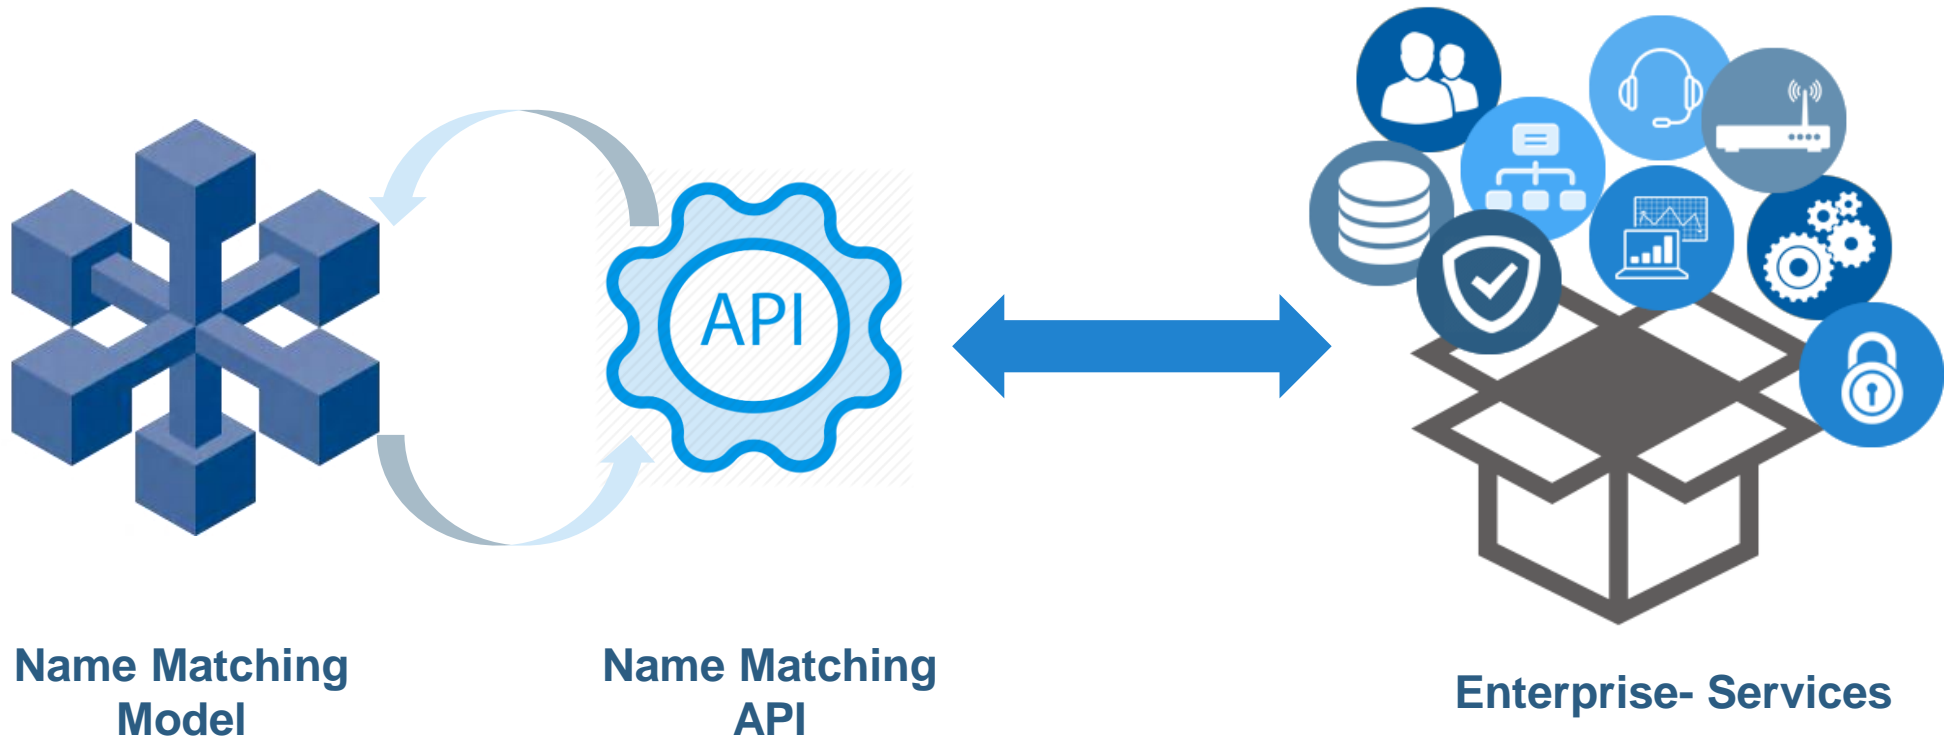 API
Name Matching
Model
Name Matching
API
Enterprise- Services